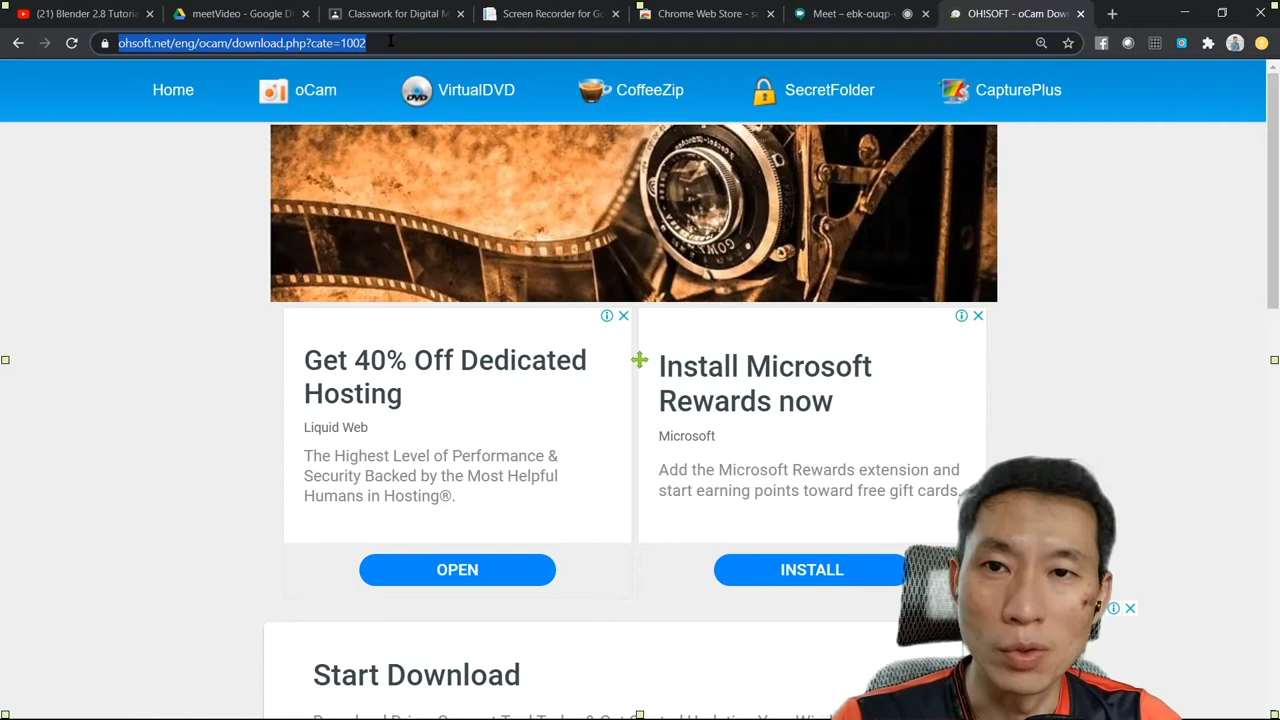 (21) Blender 2.8 Tutoria
meetVideo - Google D
Classwork for Digital M
Screen Recorder for Go
Chrome Web Store - sc
Meet – ebk-ouqp-
OHISOFT - oCam Dow
ohsoft.net/eng/ocam/download.php?cate=1002
Home
oCam
VirtualDVD
CoffeeZip
SecretFolder
CapturePlus
Get 40% Off Dedicated
Hosting
Liquid Web
The Highest Level of Performance &
Security Backed by the Most Helpful
Humans in Hosting®.
OPEN
Install Microsoft
Rewards now
Microsoft
Add the Microsoft Rewards extension and
start earning points toward free gift cards.
INSTALL
Start Download